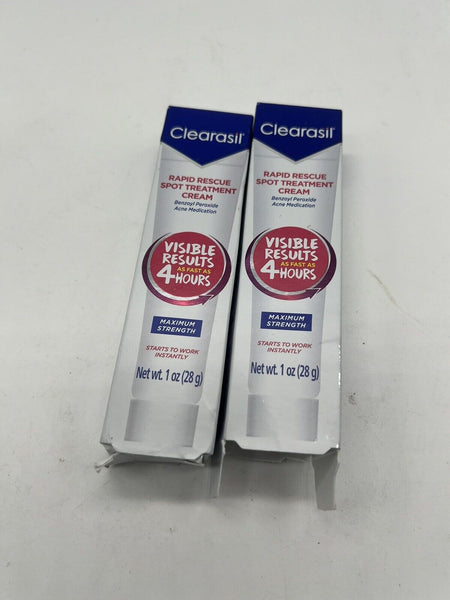 Clearasil®
RAPID RESCUE
SPOT TREATMENT
CREAM
Benzoyl Peroxide
Acne Medication
VISIBLE
RESULTS
AS FAST AS
4 HOURS
MAXIMUM
STRENGTH
STARTS TO WORK
INSTANTLY
Net wt. 1 oz (28 g)
Clearasil®
RAPID RESCUE
SPOT TREATMENT
CREAM
Benzoyl Peroxide
Acne Medication
VISIBLE
RESULTS
AS FAST AS
4 HOURS
MAXIMUM
STRENGTH
STARTS TO WORK
INSTANTLY
Net wt. 1 oz (28 g)